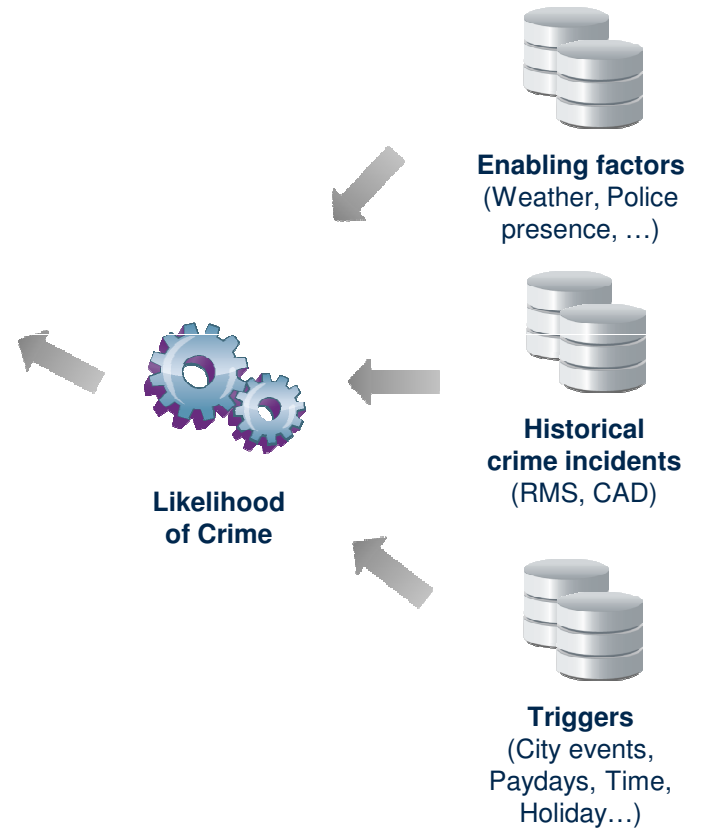 Enabling factors
(Weather, Police
presence, …)
Historical
crime incidents
(RMS, CAD)
Likelihood
of Crime
Triggers
(City events,
Paydays, Time,
Holiday…)